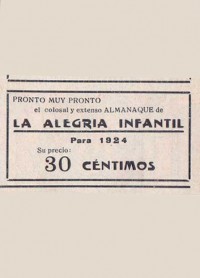 PRONTO MUY PRONTO
el colosal y extenso ALMANAQUE de
LA ALEGRIA INFANTIL
Para 1924
Su precio:
30 CÉNTIMOS